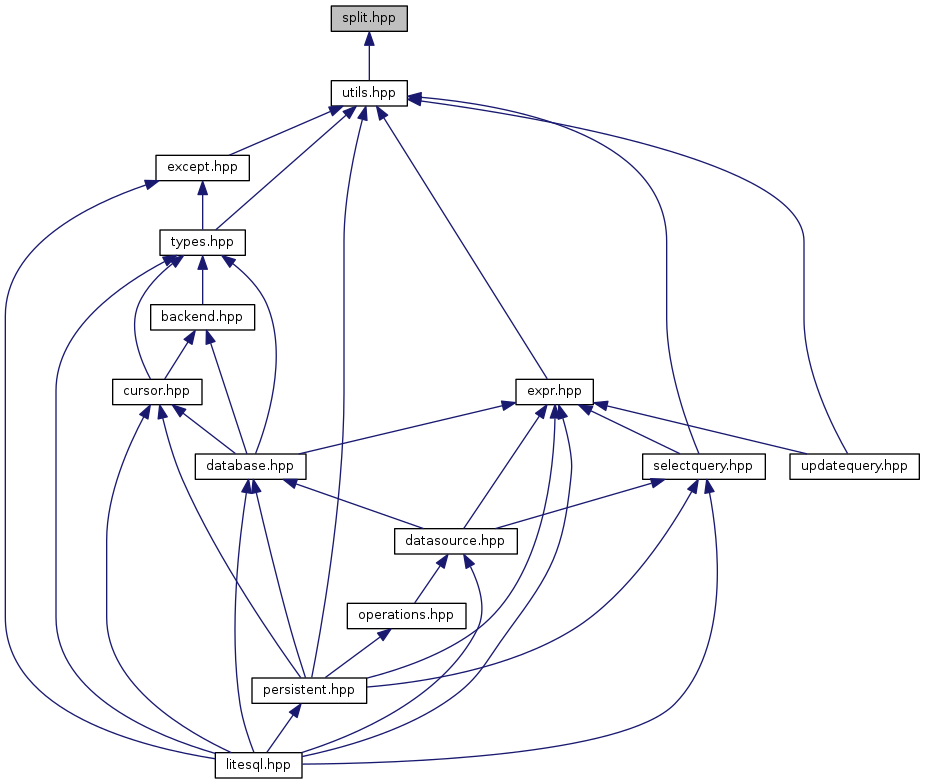 split.hpp
utils.hpp
except.hpp
types.hpp
backend.hpp
cursor.hpp
expr.hpp
database.hpp
selectquery.hpp
updatequery.hpp
datasource.hpp
operations.hpp
persistent.hpp
litesql.hpp